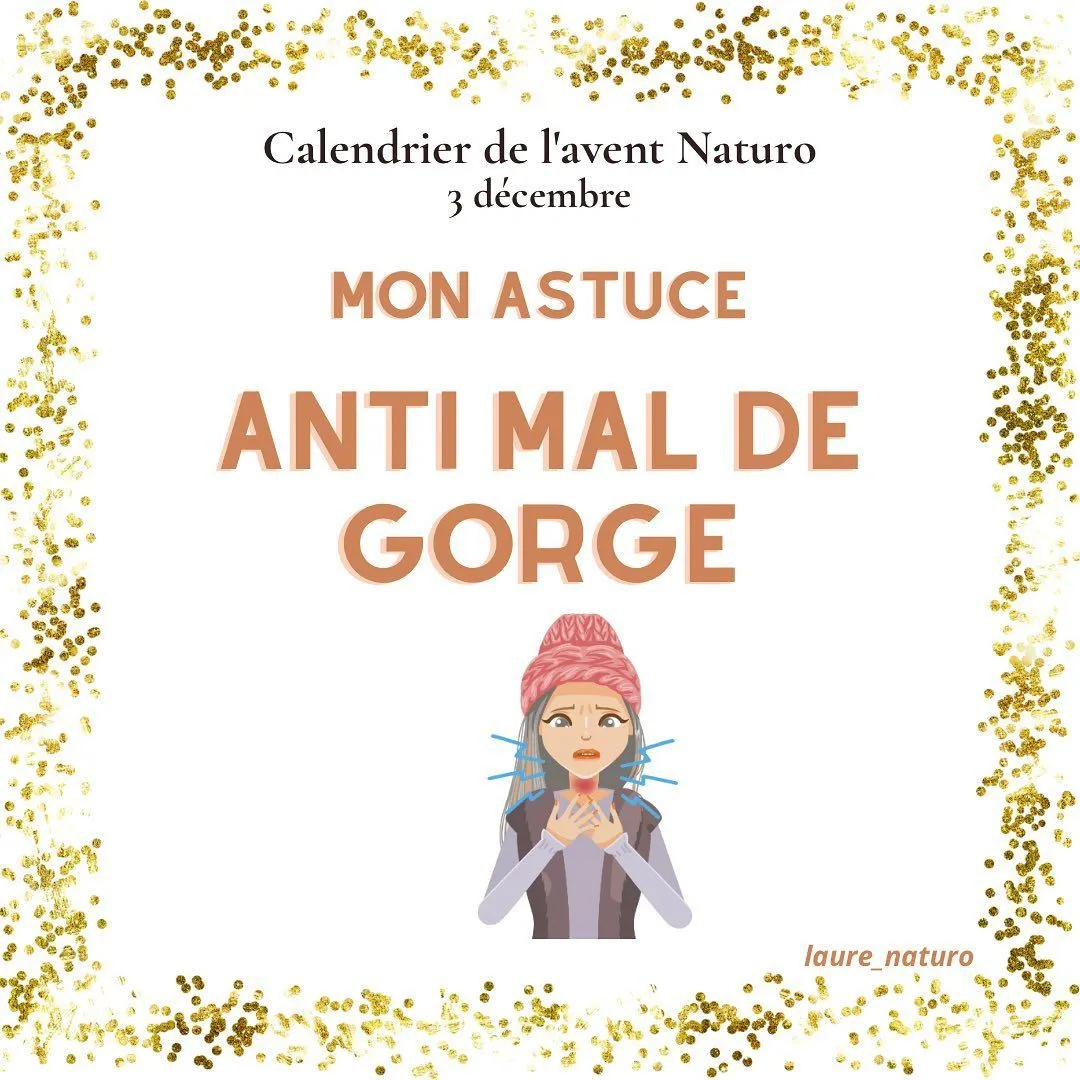 Calendrier de l'avent Naturo
3 décembre
MON ASTUCE
ANTI MAL DE
GORGE
laure_naturo